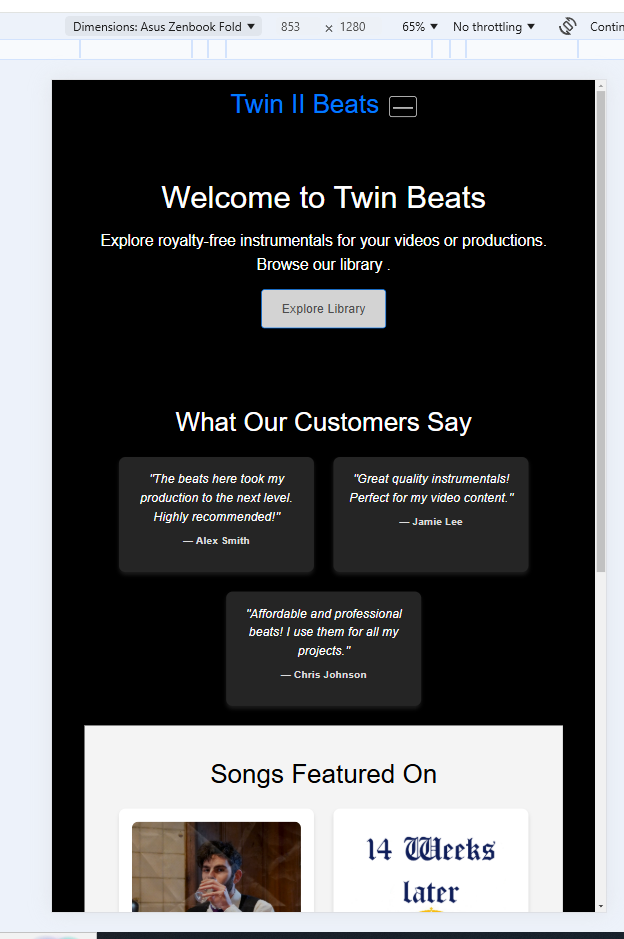 Dimensions: Asus Zenbook Fold ▼ 853 × 1280 65% ▼ No throttling ▼ Contin
Twin II Beats
Welcome to Twin Beats
Explore royalty-free instrumentals for your videos or productions.
Browse our library .
Explore Library
What Our Customers Say
"The beats here took my
production to the next level.
Highly recommended!"
— Alex Smith
"Great quality instrumentals!
Perfect for my video content."
— Jamie Lee
"Affordable and professional
beats! I use them for all my
projects."
— Chris Johnson
Songs Featured On
14 Weeks
later